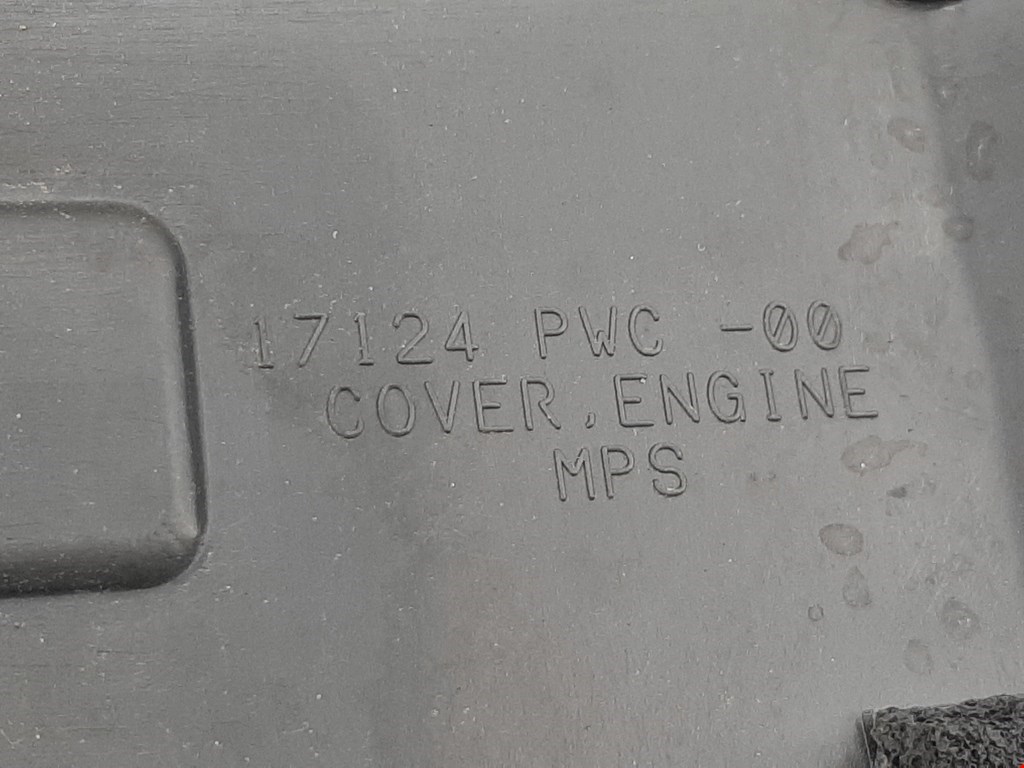 17124 PWC -00
COVER,ENGINE
MPS